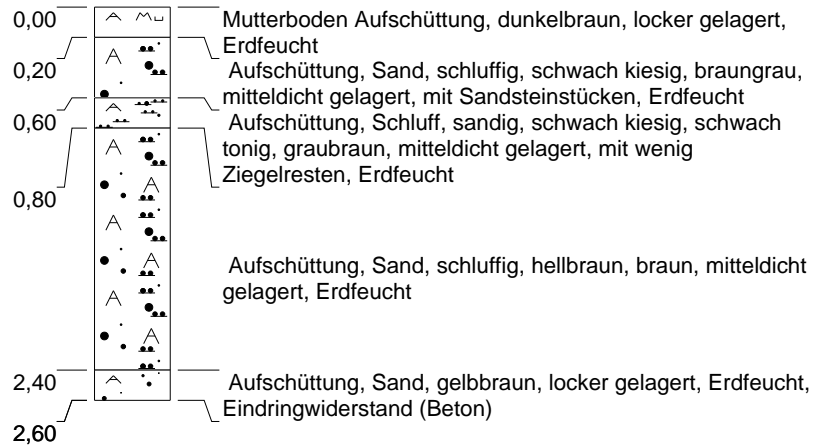 0,00
Mutterboden Aufschüttung, dunkelbraun, locker gelagert,
Erdfeucht
0,20
Aufschüttung, Sand, schluffig, schwach kiesig, braungrau,
mitteldicht gelagert, mit Sandsteinstücken, Erdfeucht
0,60
Aufschüttung, Schluff, sandig, schwach kiesig, schwach
tonig, graubraun, mitteldicht gelagert, mit wenig
Ziegelresten, Erdfeucht
0,80
Aufschüttung, Sand, schluffig, hellbraun, braun, mitteldicht
gelagert, Erdfeucht
2,40
Aufschüttung, Sand, gelbbraun, locker gelagert, Erdfeucht,
Eindringwiderstand (Beton)
2,60